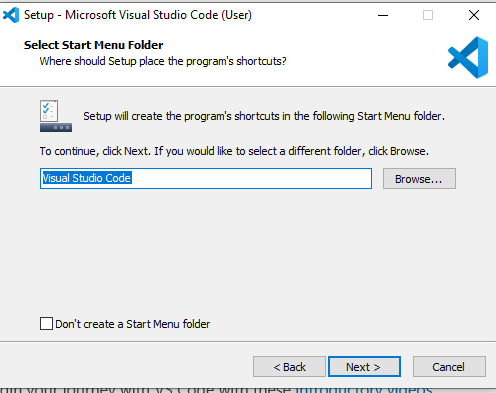 Setup - Microsoft Visual Studio Code (User)
Select Start Menu Folder
Where should Setup place the program's shortcuts?
Setup will create the program's shortcuts in the following Start Menu folder.
To continue, click Next. If you would like to select a different folder, click Browse.
Visual Studio Code
Browse...
Don't create a Start Menu folder
< Back
Next >
Cancel
your journey with VS Code with these introductory videos